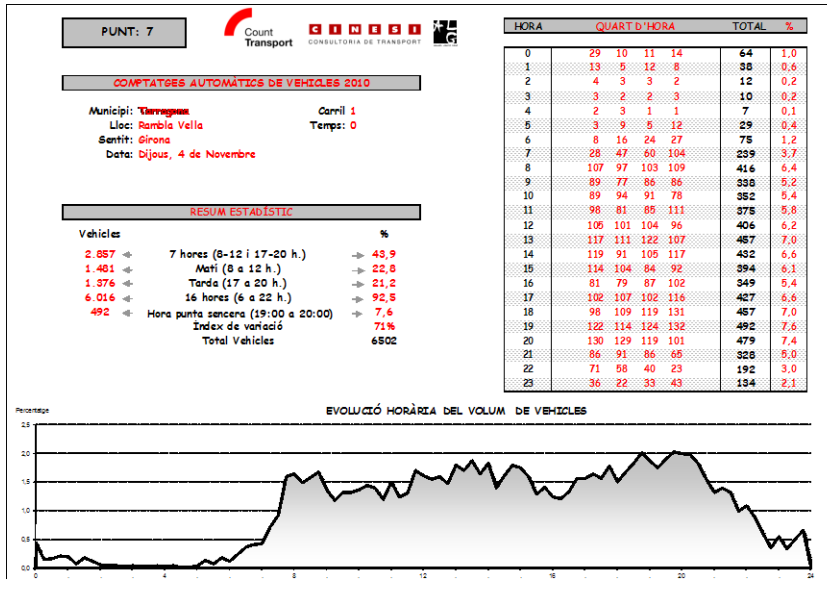 PUNT: 7
Count
Transport
CINESI
CONSULTORIA DE TRANSPORT
COMPTATGES AUTOMÀTICS DE VEHICLES 2010
Municipi: Tarragona Carril 1
Lloc: Rambla Vella Temps: 0
Sentit: Girona
Data: Dijous, 4 de Novembre
RESUM ESTADÍSTIC
Vehicles %
2.857 7 hores (8-12 i 17-20 h.) 43,9
1.481 Matí (8 a 12 h.) 22,8
1.376 Tarda (17 a 20 h.) 21,2
6.016 16 hores (6 a 22 h.) 92,5
492 Hora punta sencera (19:00 a 20:00) 7,6
Índex de variació 71%
Total Vehicles 6502
HORA QUART D'HORA TOTAL %
0 29 10 11 14 64 1,0
1 13 5 12 8 38 0,6
2 4 3 3 2 12 0,2
3 3 2 2 3 10 0,2
4 2 3 1 1 7 0,1
5 3 9 5 12 29 0,4
6 8 16 24 27 75 1,2
7 28 47 60 104 239 3,7
8 107 97 103 109 416 6,4
9 89 77 86 86 338 5,2
10 89 94 91 78 352 5,4
11 98 81 85 111 375 5,8
12 105 101 104 96 406 6,2
13 117 111 122 107 457 7,0
14 119 91 105 117 432 6,6
15 114 104 84 92 394 6,1
16 81 79 87 102 349 5,4
17 102 107 102 116 427 6,6
18 98 109 119 131 457 7,0
19 122 114 124 132 492 7,6
20 130 129 119 101 479 7,4
21 86 91 86 65 328 5,0
22 71 58 40 23 192 3,0
23 36 22 33 43 134 2,1
Percentatge
EVOLUCIÓ HORÀRIA DEL VOLUM DE VEHICLES
2,5
2,0
1,5
1,0
0,5
0,0
0 4 8 12 16 20 24